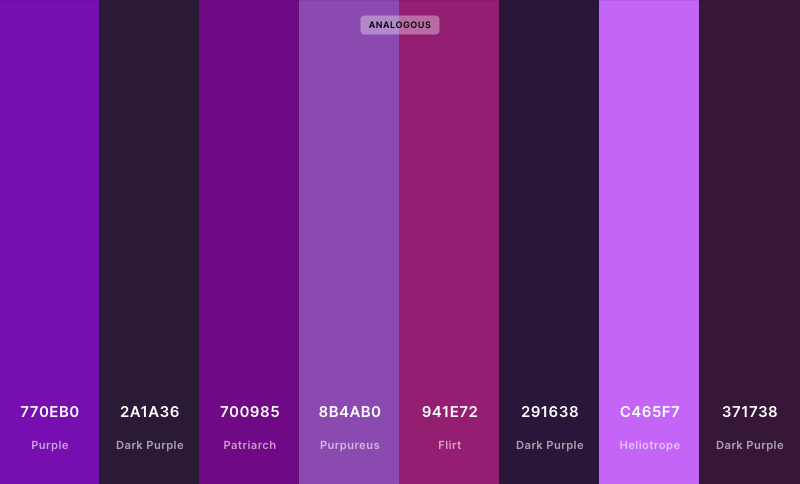 ANALOGOUS
770EB0 2A1A36 700985 8B4AB0 941E72 291638 C465F7 371738
Purple Dark Purple Patriarch Purpureus Flirt Dark Purple Heliotrope Dark Purple